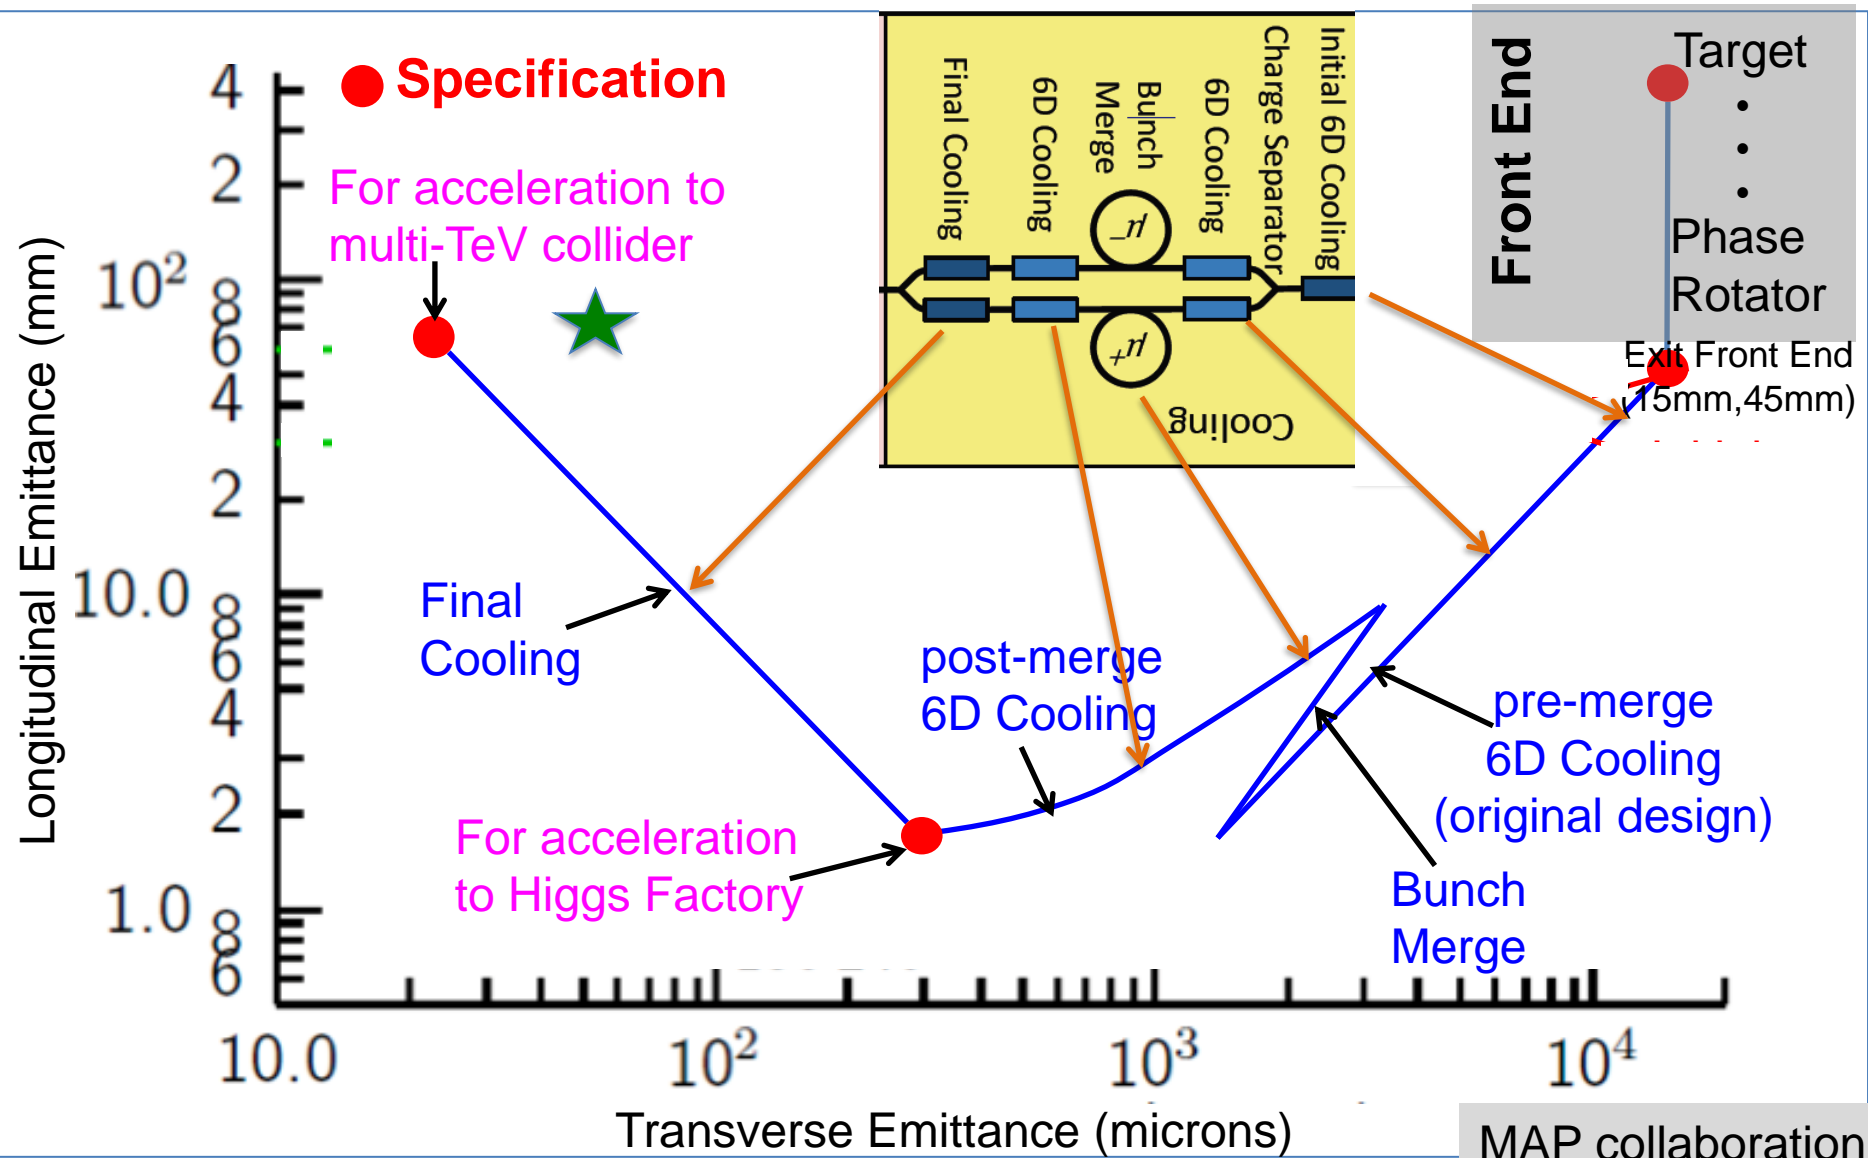 Specification
For acceleration to
multi-TeV collider
Final Cooling
6D Cooling
Bunch
Merge
6D Cooling
Charge Separator
Initial 6D Cooling
μ−
μ+
Cooling
Front End
Target
Phase
Rotator
Exit Front End
15mm,45mm)
Final
Cooling
post-merge
6D Cooling
pre-merge
6D Cooling
(original design)
For acceleration
to Higgs Factory
Bunch
Merge
Longitudinal Emittance (mm)
4
2
10²
8
6
4
2
10.0
8
6
4
2
1.0
8
6
10.0
10²
10³
10⁴
Transverse Emittance (microns)
MAP collaboration